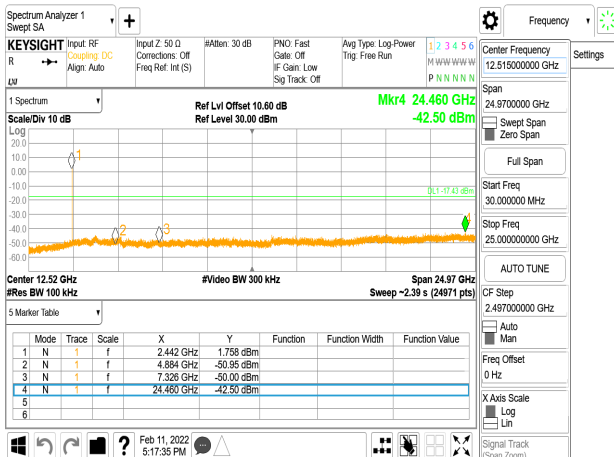 Spectrum Analyzer 1
Swept SA
+
Frequency
KEYSIGHT
R
Input: RF
Coupling: DC
Align: Auto
Input Z: 50 Ω
Corrections: Off
Freq Ref: Int (S)
#Atten: 30 dB
PNO: Fast
Gate: Off
IF Gain: Low
Sig Track: Off
Avg Type: Log-Power
Trig: Free Run
1 2 3 4 5 6
M W W W W W
P N N N N N
LXI
1 Spectrum
Scale/Div 10 dB
Ref Lvl Offset 10.60 dB
Ref Level 30.00 dBm
Mkr4 24.460 GHz
-42.50 dBm
Log
20.0
10.0
0.00
-10.0
-20.0
-30.0
-40.0
-50.0
-60.0
1
2
3
4
DL1 -17.43 dBm
Center 12.52 GHz
#Res BW 100 kHz
#Video BW 300 kHz
Span 24.97 GHz
Sweep ~2.39 s (24971 pts)
5 Marker Table
Mode Trace Scale X Y Function Function Width Function Value
1 N 1 f 2.442 GHz 1.758 dBm
2 N 1 f 4.884 GHz -50.95 dBm
3 N 1 f 7.326 GHz -50.00 dBm
4 N 1 f 24.460 GHz -42.50 dBm
5
6
?
Feb 11, 2022
5:17:35 PM
Center Frequency
12.515000000 GHz
Settings
Span
24.9700000 GHz
Swept Span
Zero Span
Full Span
Start Freq
30.000000 MHz
Stop Freq
25.000000000 GHz
AUTO TUNE
CF Step
2.497000000 GHz
Auto
Man
Freq Offset
0 Hz
X Axis Scale
Log
Lin
Signal Track
(Span Zoom)